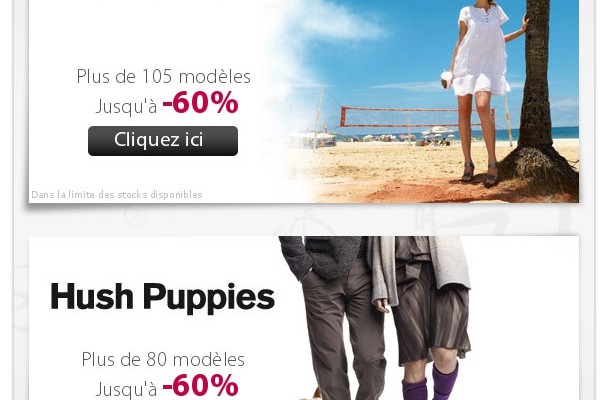 Plus de 105 modèles
Jusqu'à -60%
Cliquez ici
Dans la limite des stocks disponibles
Hush Puppies
Plus de 80 modèles
Jusqu'à -60%